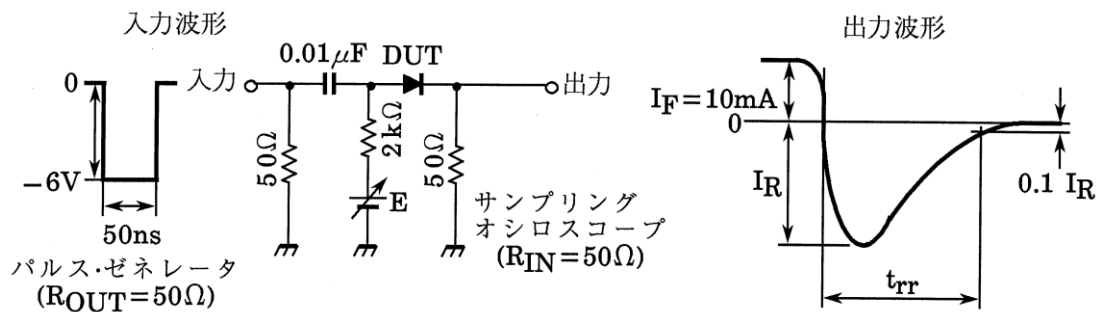 入力波形
0
-6V
50ns
パルス・ゼネレータ
(ROUT=50Ω)
入力
0.01μF
DUT
50Ω
2kΩ
E
50Ω
出力
サンプリング
オシロスコープ
(RIN=50Ω)
出力波形
IF=10mA
0
IR
0.1 IR
trr